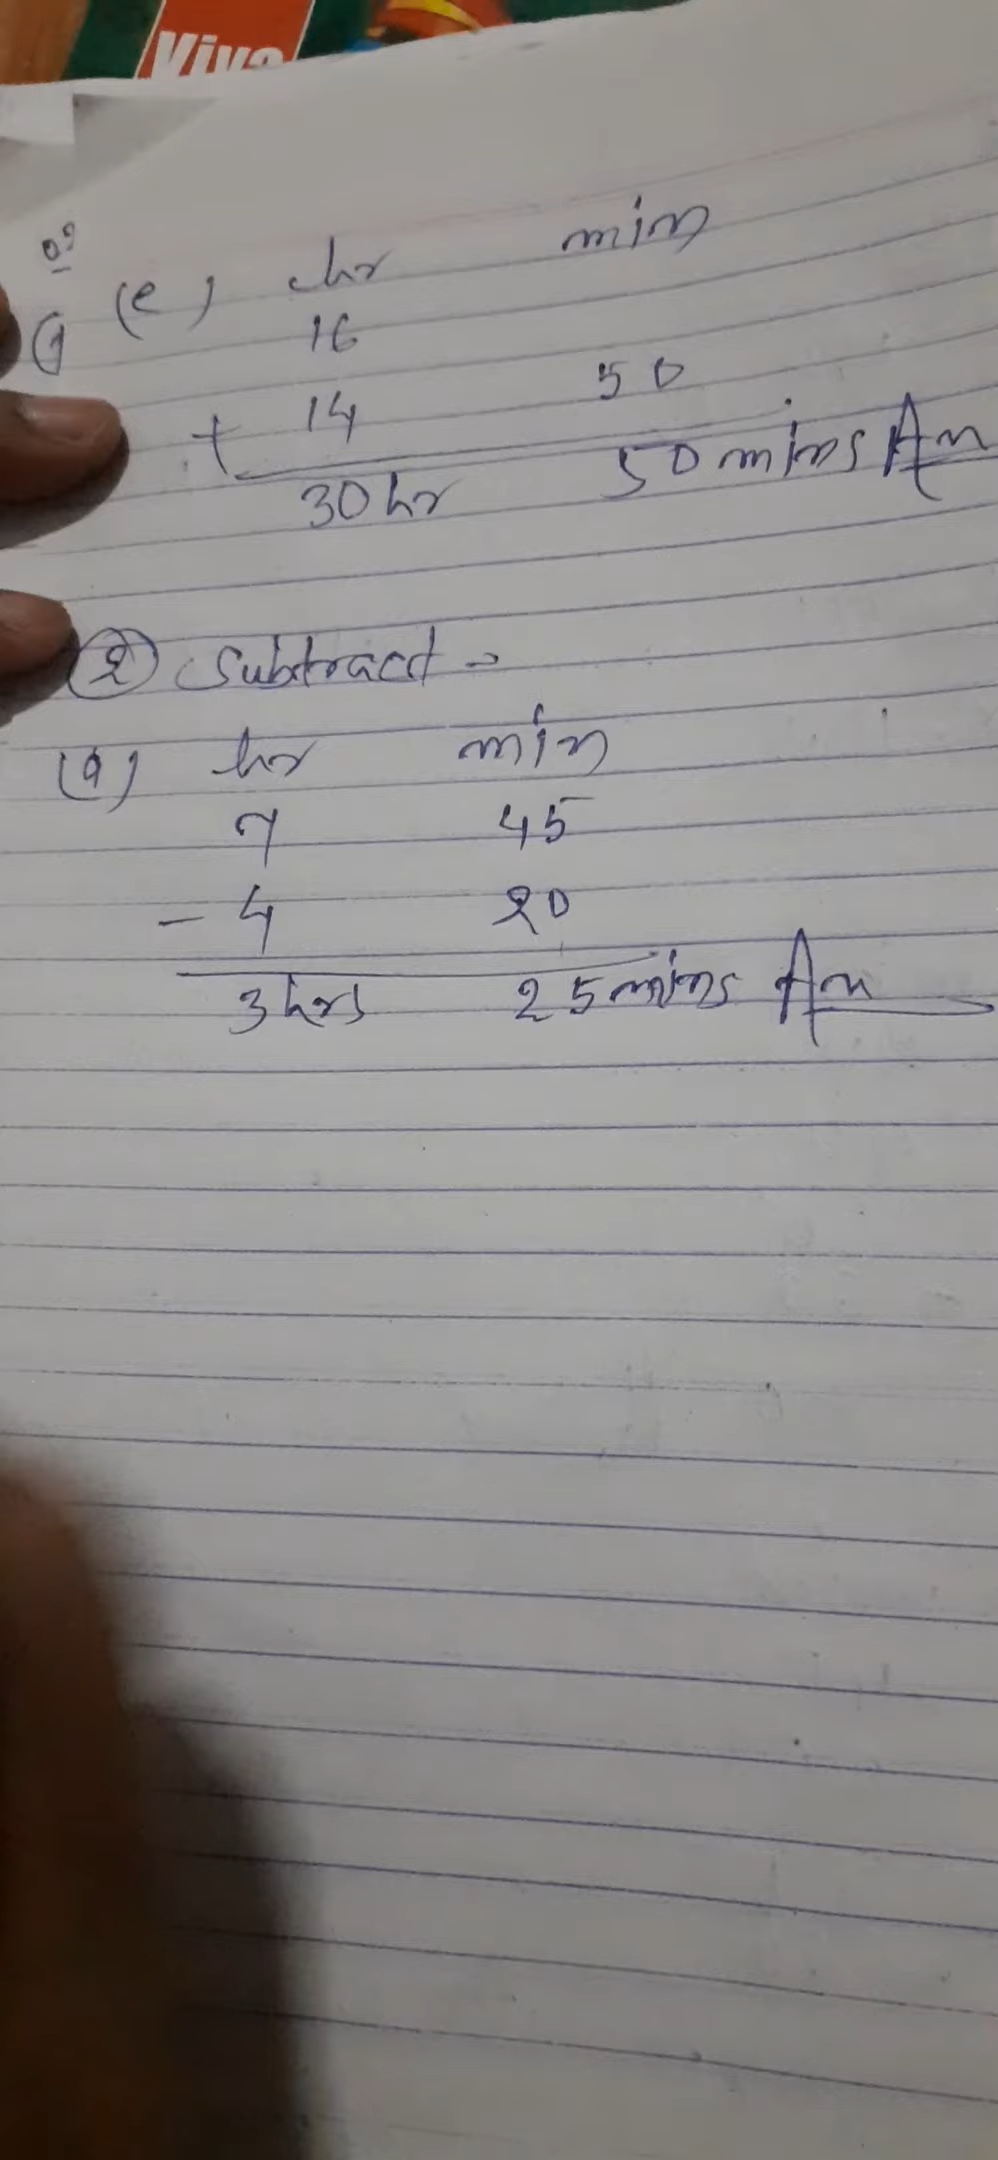 Viva
Q.
1 (e) hr min
16
+ 14 50
30 hr 50 mins Ans
2 Subtract →
(a) hr min
7 45
- 4 20
3 hrs 25 mins Ans